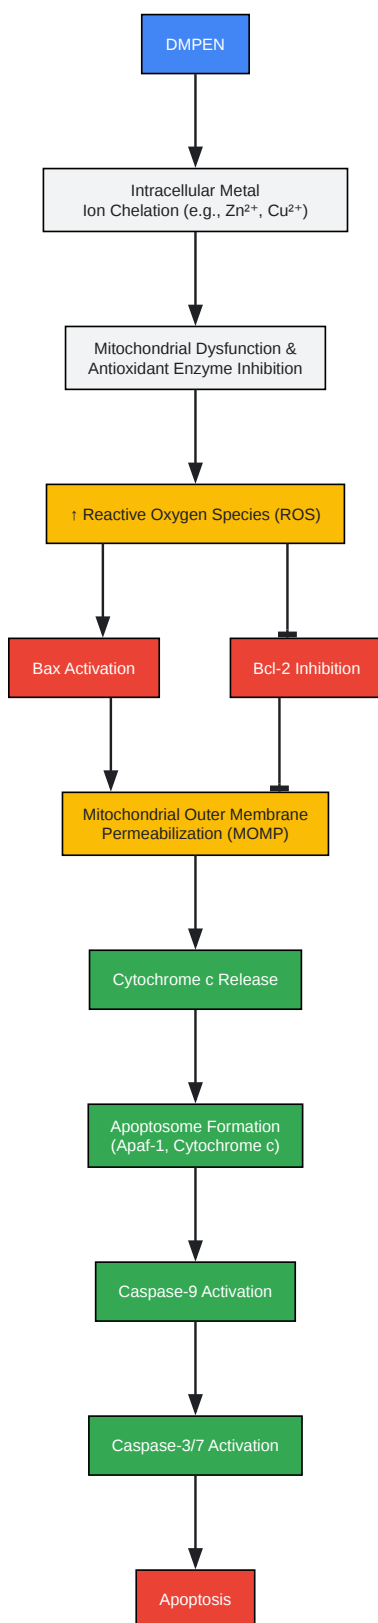 DMPEN
Intracellular Metal
Ion Chelation (e.g., Zn²⁺, Cu²⁺)
Mitochondrial Dysfunction &
Antioxidant Enzyme Inhibition
↑ Reactive Oxygen Species (ROS)
Bax Activation
Bcl-2 Inhibition
Mitochondrial Outer Membrane
Permeabilization (MOMP)
Cytochrome c Release
Apoptosome Formation
(Apaf-1, Cytochrome c)
Caspase-9 Activation
Caspase-3/7 Activation
Apoptosis